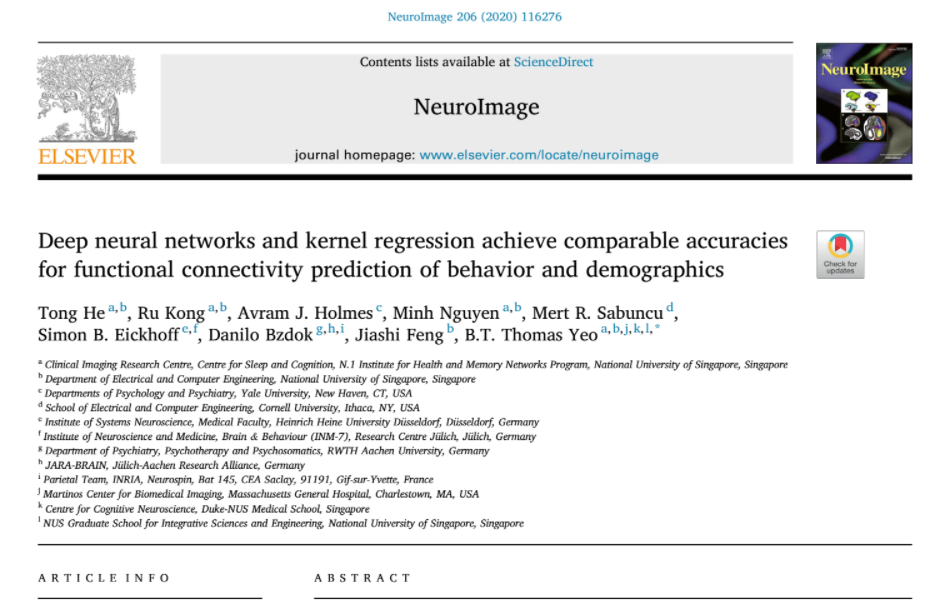 NeuroImage 206 (2020) 116276
Contents lists available at ScienceDirect
NeuroImage
journal homepage: www.elsevier.com/locate/neuroimage
ELSEVIER
NeuroImage
Deep neural networks and kernel regression achieve comparable accuracies
for functional connectivity prediction of behavior and demographics
Check for
updates
Tong He a,b, Ru Kong a,b, Avram J. Holmes c, Minh Nguyen a,b, Mert R. Sabuncu d,
Simon B. Eickhoff e,f, Danilo Bzdok g,h,i, Jiashi Feng b, B.T. Thomas Yeo a,b,j,k,l,*
a Clinical Imaging Research Centre, Centre for Sleep and Cognition, N.1 Institute for Health and Memory Networks Program, National University of Singapore, Singapore
b Department of Electrical and Computer Engineering, National University of Singapore, Singapore
c Departments of Psychology and Psychiatry, Yale University, New Haven, CT, USA
d School of Electrical and Computer Engineering, Cornell University, Ithaca, NY, USA
e Institute of Systems Neuroscience, Medical Faculty, Heinrich Heine University Düsseldorf, Düsseldorf, Germany
f Institute of Neuroscience and Medicine, Brain & Behaviour (INM-7), Research Centre Jülich, Jülich, Germany
g Department of Psychiatry, Psychotherapy and Psychosomatics, RWTH Aachen University, Germany
h JARA-BRAIN, Jülich-Aachen Research Alliance, Germany
i Parietal Team, INRIA, Neurospin, Bat 145, CEA Saclay, 91191, Gif-sur-Yvette, France
j Martinos Center for Biomedical Imaging, Massachusetts General Hospital, Charlestown, MA, USA
k Centre for Cognitive Neuroscience, Duke-NUS Medical School, Singapore
l NUS Graduate School for Integrative Sciences and Engineering, National University of Singapore, Singapore
ARTICLE INFO
ABSTRACT